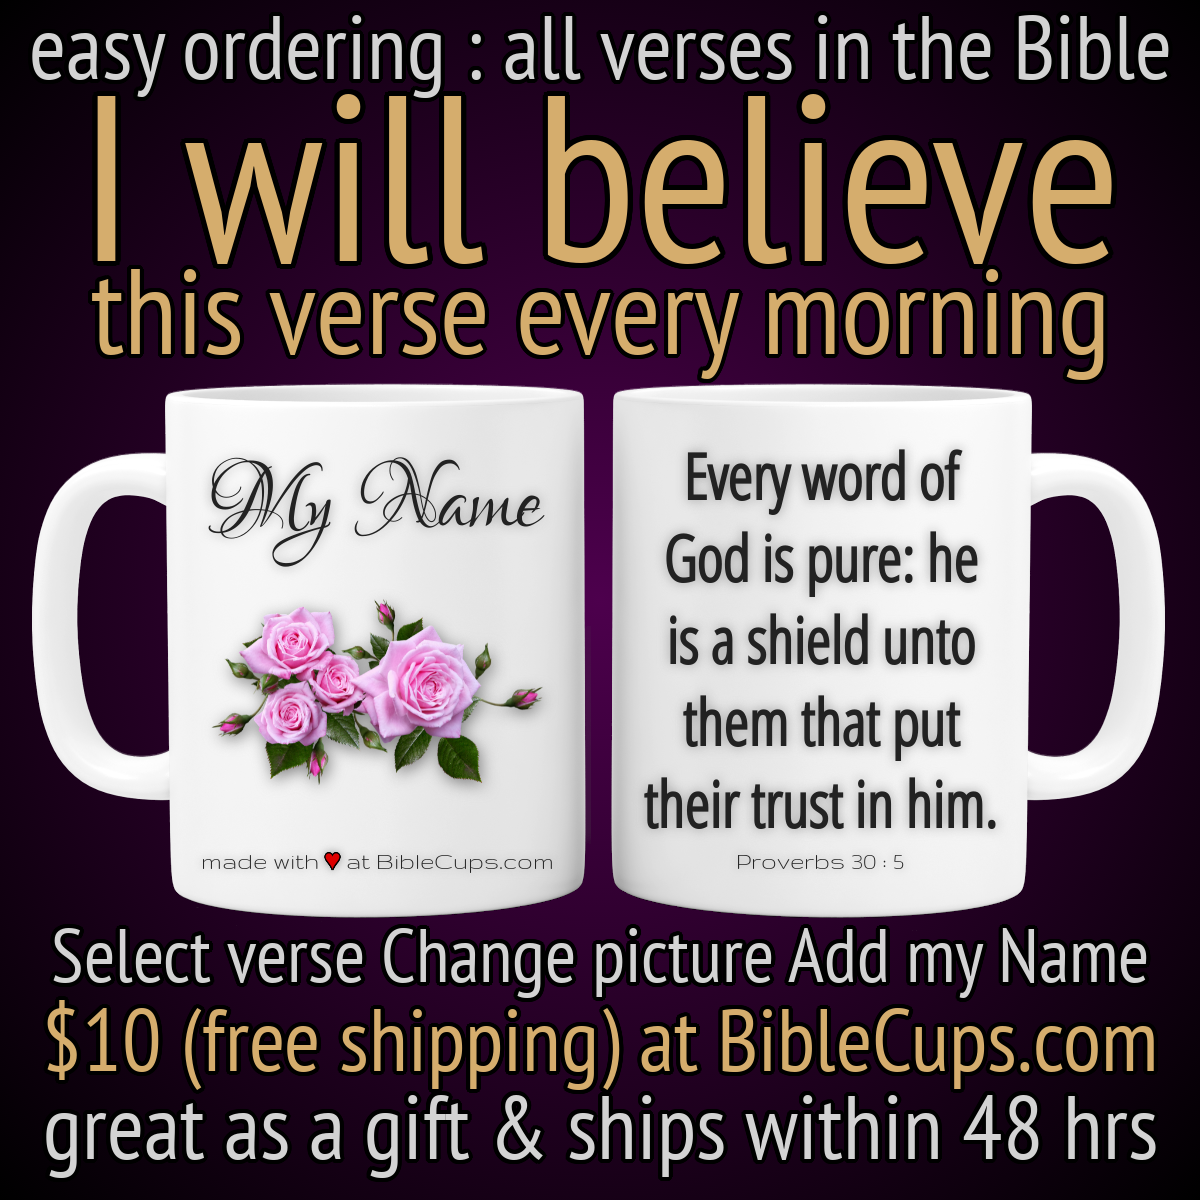 easy ordering : all verses in the Bible
I will believe
this verse every morning
My Name
made with ♥ at BibleCups.com
Every word of
God is pure: he
is a shield unto
them that put
their trust in him.
Proverbs 30 : 5
Select verse Change picture Add my Name
$10 (free shipping) at BibleCups.com
great as a gift & ships within 48 hrs